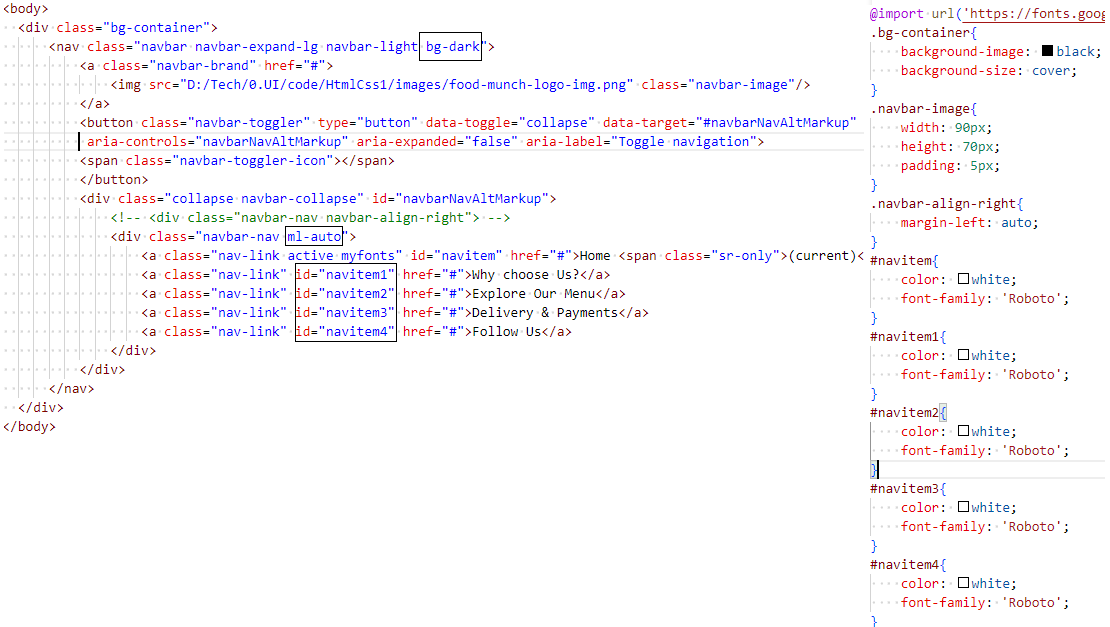 <body>
<div class="bg-container">
<nav class="navbar navbar-expand-lg navbar-light bg-dark">
<a class="navbar-brand" href="#">
<img src="D:/Tech/0.UI/code/HtmlCss1/images/food-munch-logo-img.png" class="navbar-image"/>
</a>
<button class="navbar-toggler" type="button" data-toggle="collapse" data-target="#navbarNavAltMarkup"
aria-controls="navbarNavAltMarkup" aria-expanded="false" aria-label="Toggle navigation">
<span class="navbar-toggler-icon"></span>
</button>
<div class="collapse navbar-collapse" id="navbarNavAltMarkup">
<!-- <div class="navbar-nav navbar-align-right"> -->
<div class="navbar-nav ml-auto">
<a class="nav-link active myfonts" id="navitem" href="#">Home <span class="sr-only">(current)<
<a class="nav-link" id="navitem1" href="#">Why choose Us?</a>
<a class="nav-link" id="navitem2" href="#">Explore Our Menu</a>
<a class="nav-link" id="navitem3" href="#">Delivery & Payments</a>
<a class="nav-link" id="navitem4" href="#">Follow Us</a>
</div>
</div>
</nav>
</div>
</body>
@import url('https://fonts.goog
.bg-container{
background-image: black;
background-size: cover;
}
.navbar-image{
width: 90px;
height: 70px;
padding: 5px;
}
.navbar-align-right{
margin-left: auto;
}
#navitem{
color: white;
font-family: 'Roboto';
}
#navitem1{
color: white;
font-family: 'Roboto';
}
#navitem2{
color: white;
font-family: 'Roboto';
}
#navitem3{
color: white;
font-family: 'Roboto';
}
#navitem4{
color: white;
font-family: 'Roboto';
}